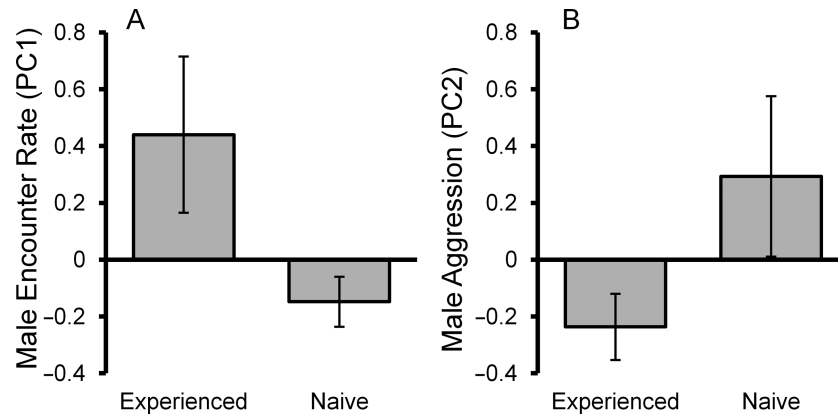 A
Male Encounter Rate (PC1)
0.8
0.6
0.4
0.2
0
−0.2
−0.4
Experienced
Naive
B
Male Aggression (PC2)
0.8
0.6
0.4
0.2
0
−0.2
−0.4
Experienced
Naive